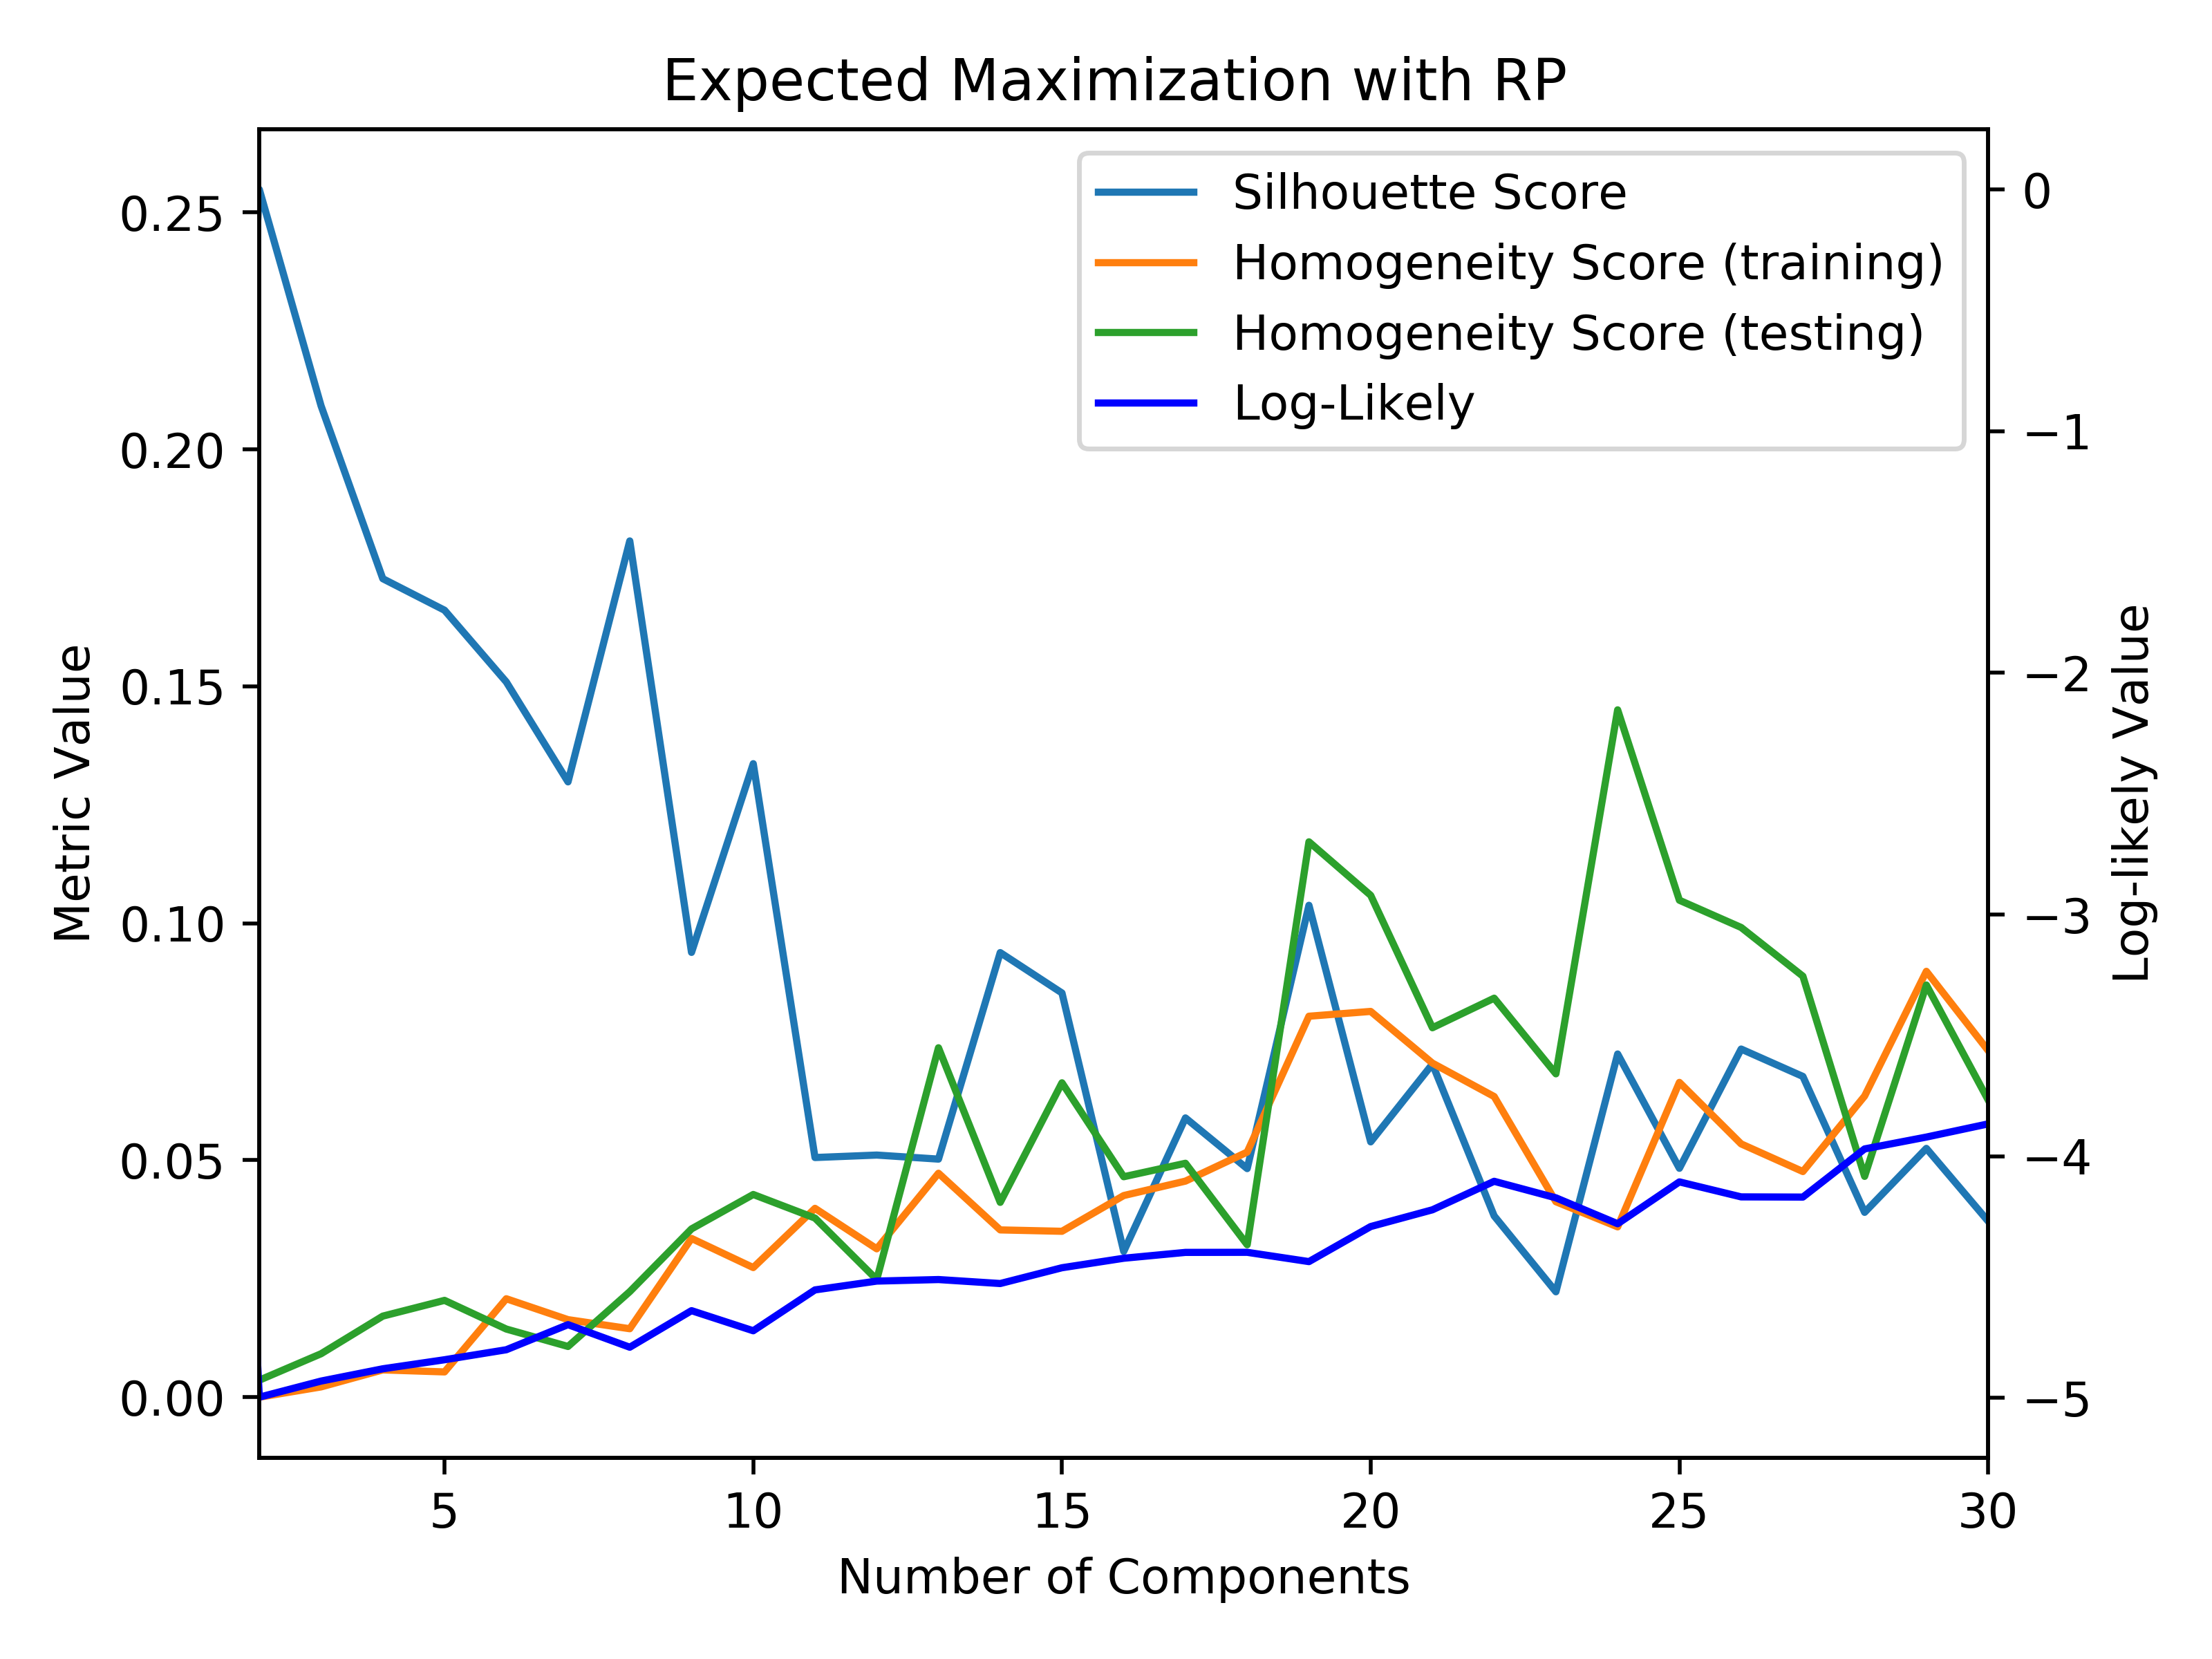 Expected Maximization with RP
Silhouette Score
Homogeneity Score (training)
Homogeneity Score (testing)
Log-Likely
Metric Value
0.25
0.20
0.15
0.10
0.05
0.00
0
−1
−2
−3
−4
−5
Log-likely Value
5 10 15 20 25 30
Number of Components